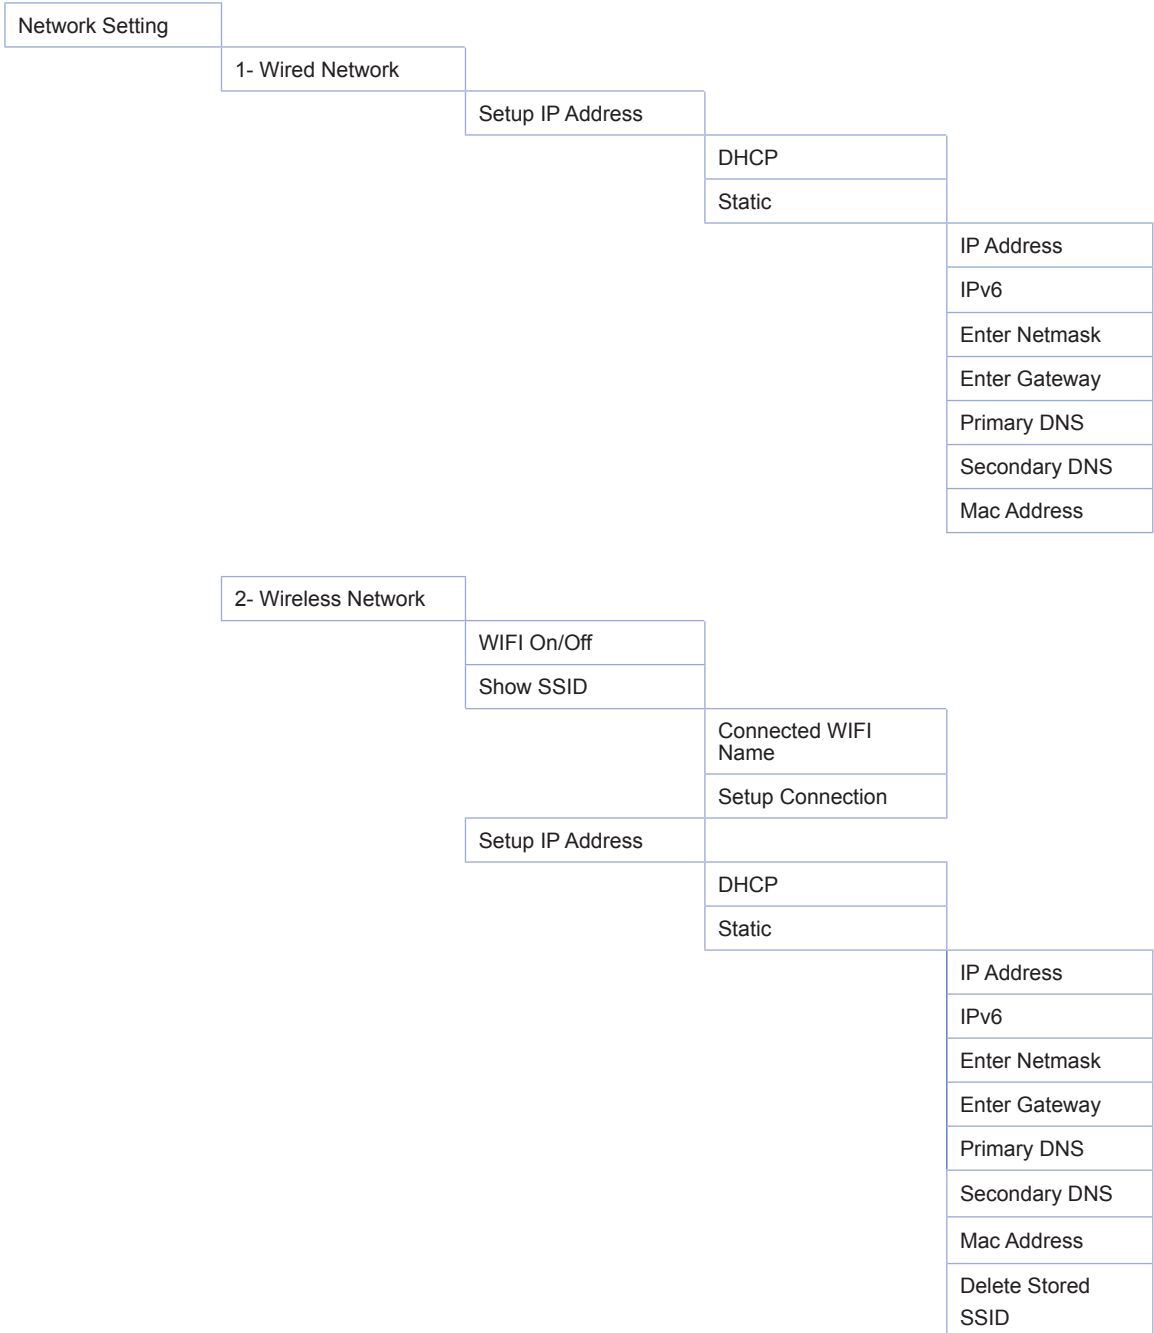 Network Setting
1- Wired Network
Setup IP Address
DHCP
Static
IP Address
IPv6
Enter Netmask
Enter Gateway
Primary DNS
Secondary DNS
Mac Address
2- Wireless Network
WIFI On/Off
Show SSID
Connected WIFI
Name
Setup Connection
Setup IP Address
DHCP
Static
IP Address
IPv6
Enter Netmask
Enter Gateway
Primary DNS
Secondary DNS
Mac Address
Delete Stored
SSID